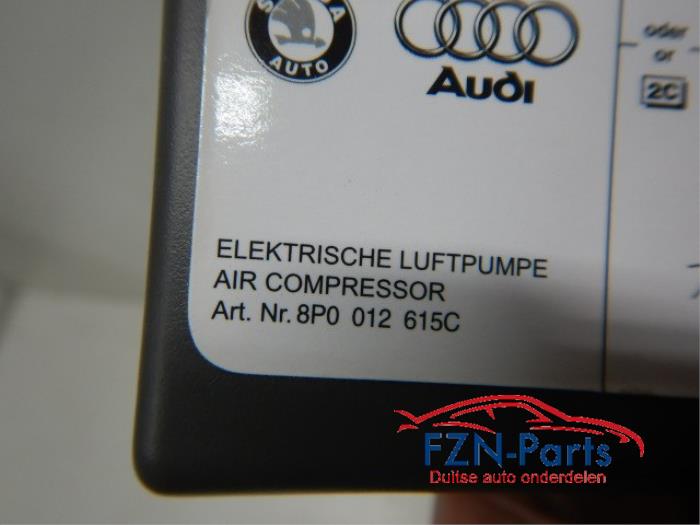 ŠKODA
AUTO
Audi
oder
or
2C
ELEKTRISCHE LUFTPUMPE
AIR COMPRESSOR
Art. Nr. 8P0 012 615C
FZN-Parts
Duitse auto onderdelen